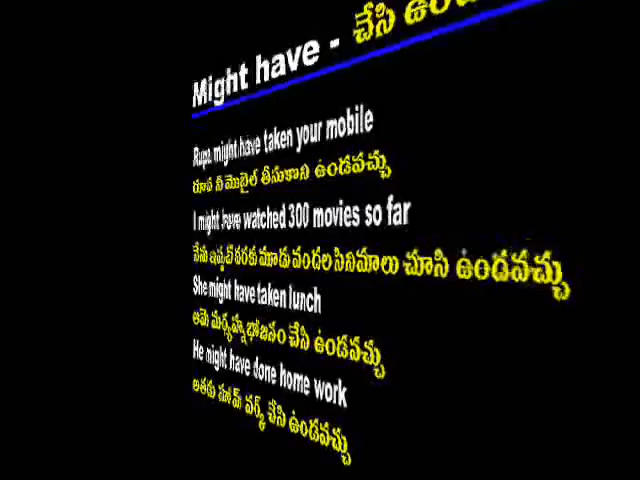 Might have - చేసి
Rupa might have taken your mobile
రూప నీ మొబైల్ తీసుకొని ఉండవచ్చు
I might have watched 300 movies so far
నేను ఇప్పటి వరకు మూడు వందల సినిమాలు చూసి ఉండవచ్చు
She might have taken lunch
ఆమె మధ్యాహ్న భోజనం చేసి ఉండవచ్చు
He might have done home work
అతడు హోమ్ వర్క్ చేసి ఉండవచ్చు